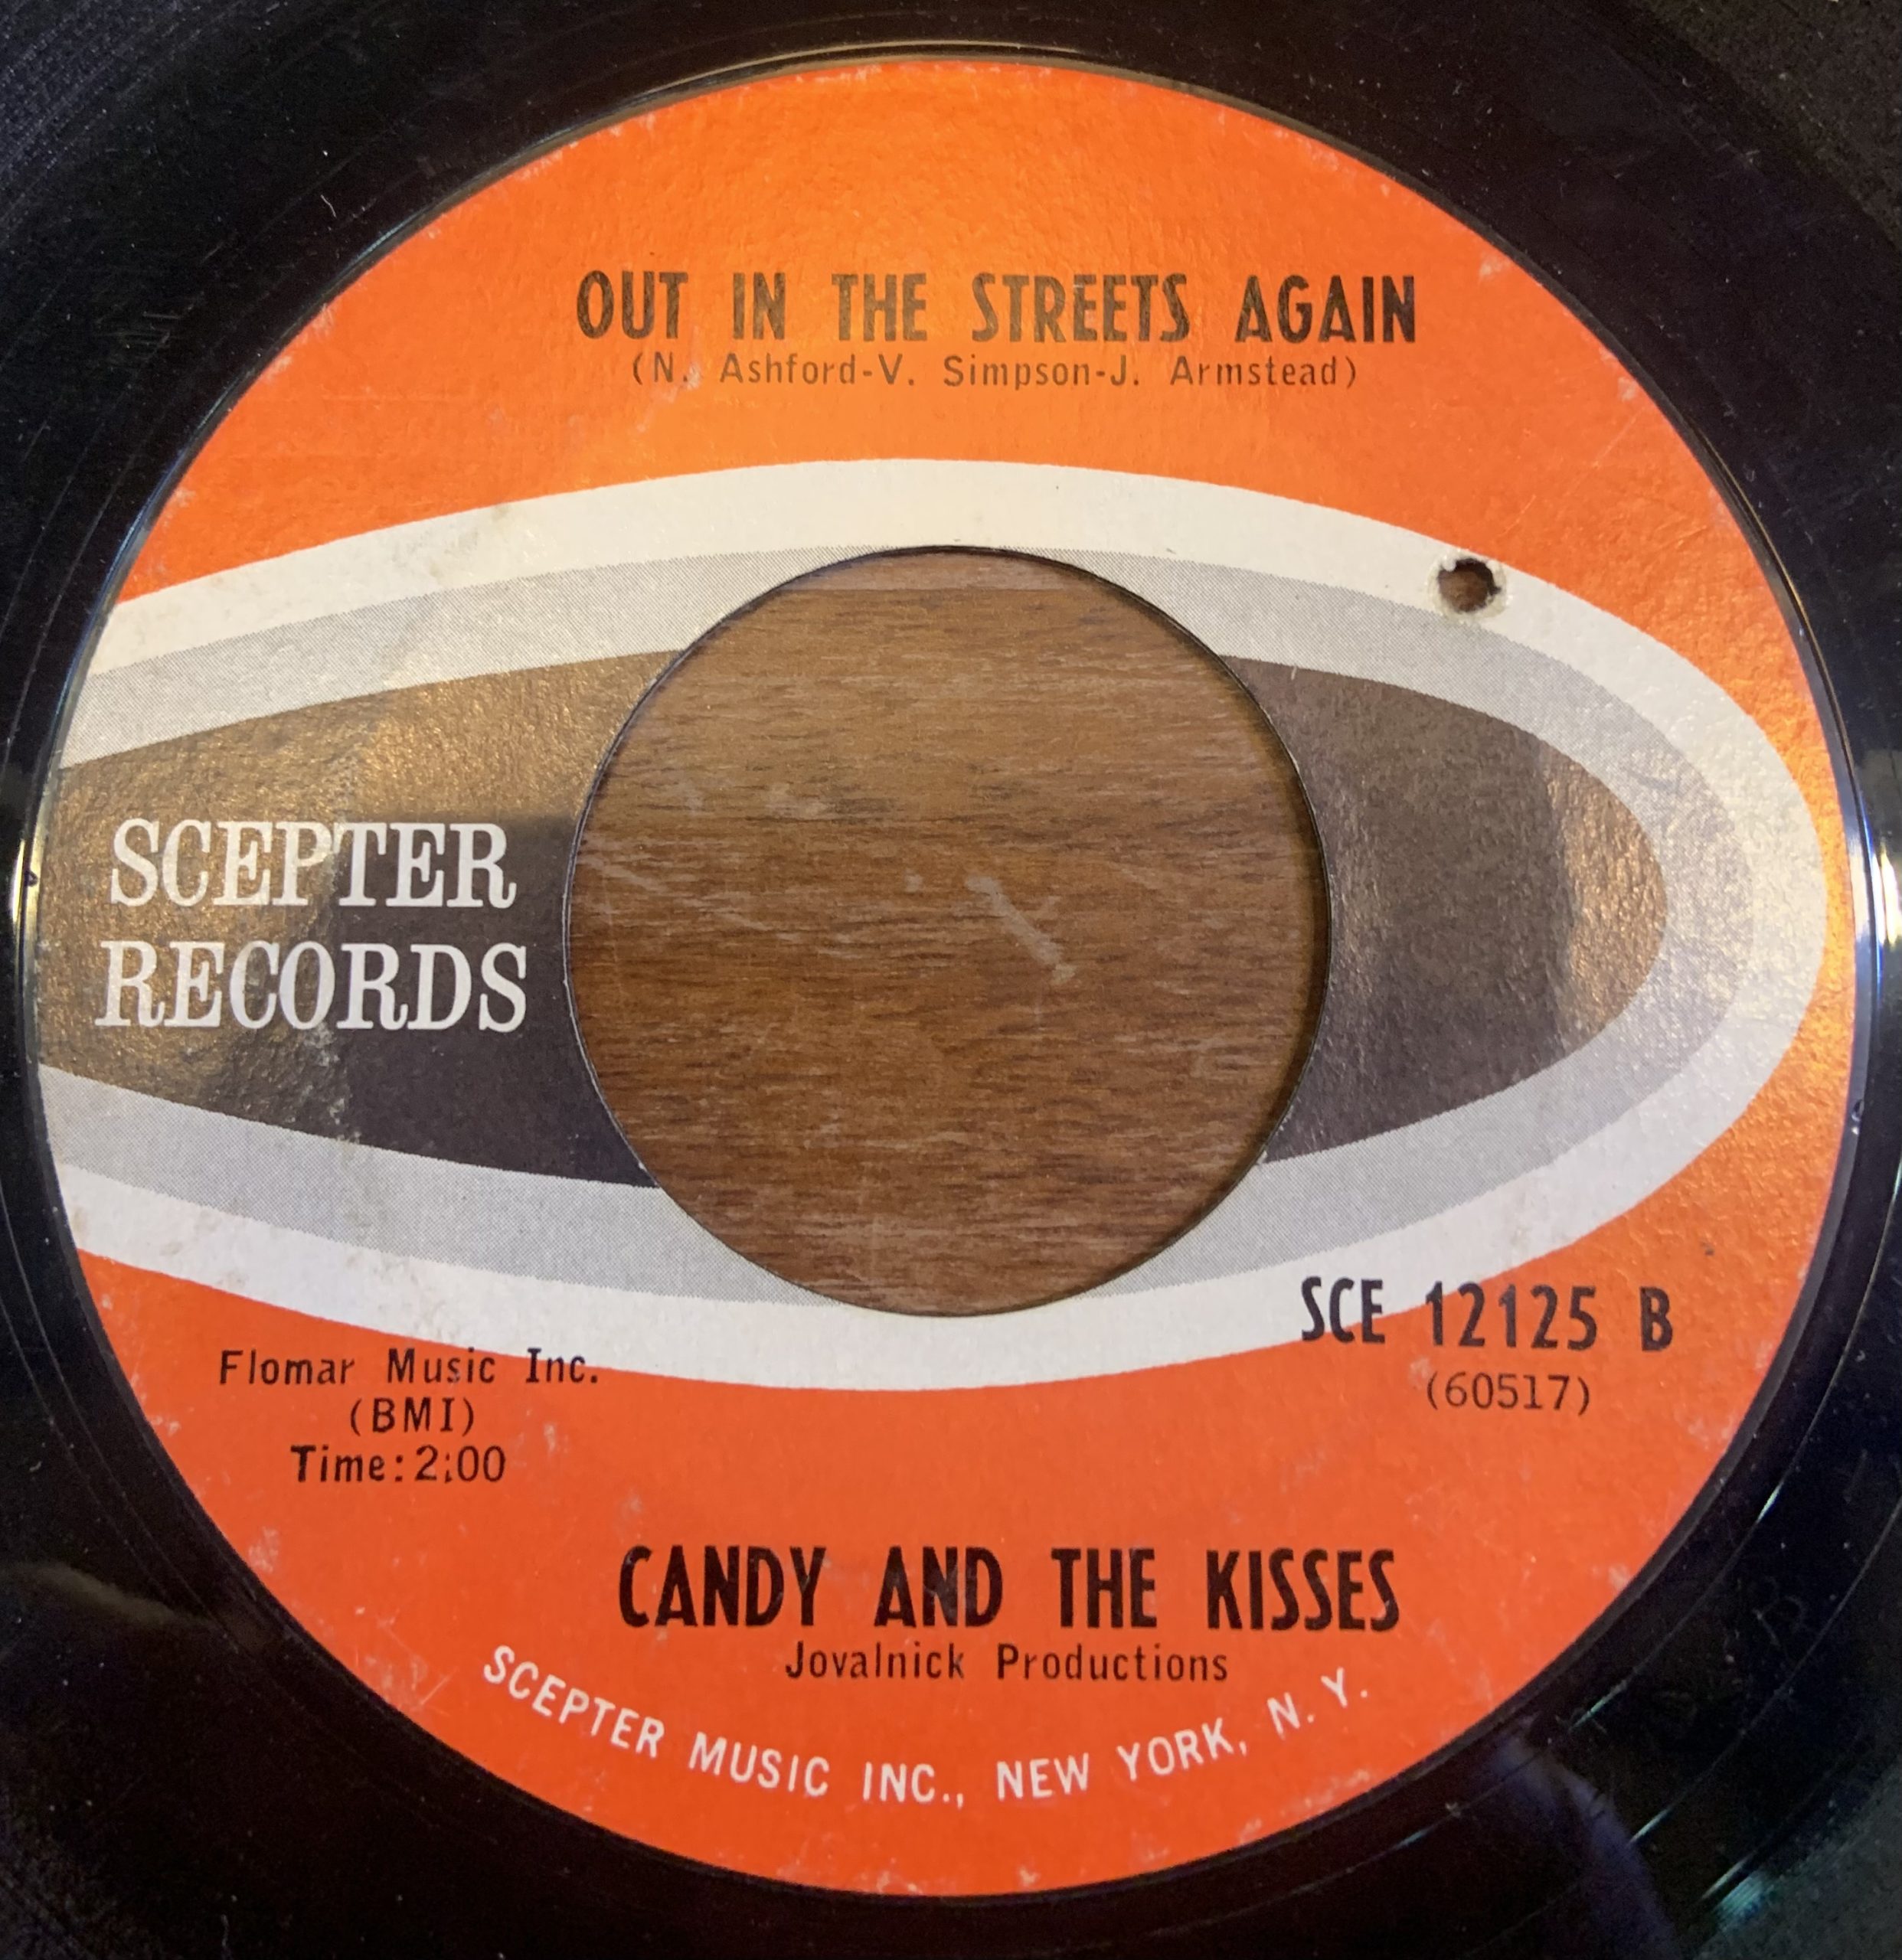 OUT IN THE STREETS AGAIN
(N. Ashford-V. Simpson-J. Armstead)
SCEPTER
RECORDS
SCE 12125 B
(60517)
Flomar Music Inc.
(BMI)
Time:2:00
CANDY AND THE KISSES
Jovalnick Productions
SCEPTER MUSIC INC., NEW YORK, N. Y.